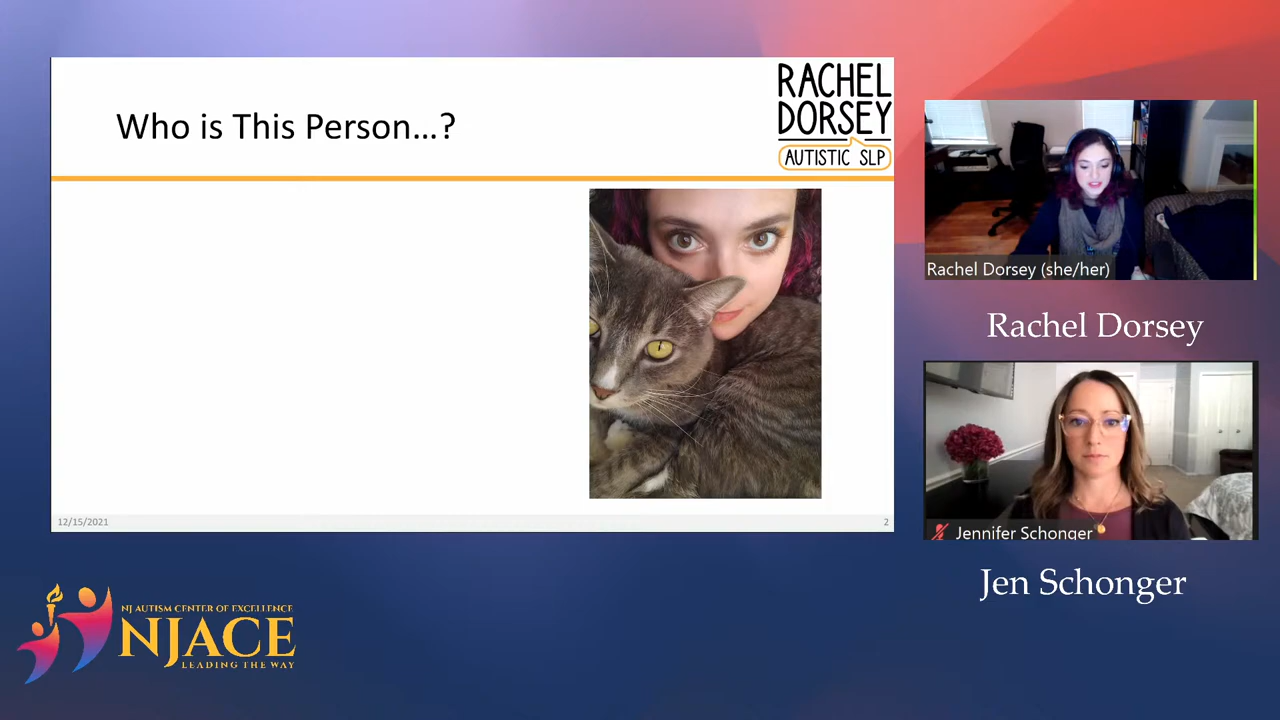 Who is This Person...?
RACHEL
DORSEY
AUTISTIC SLP
12/15/2021
2
Rachel Dorsey (she/her)
Rachel Dorsey
Jennifer Schonger
Jen Schonger
NJ AUTISM CENTER OF EXCELLENCE
NJACE
LEADING THE WAY